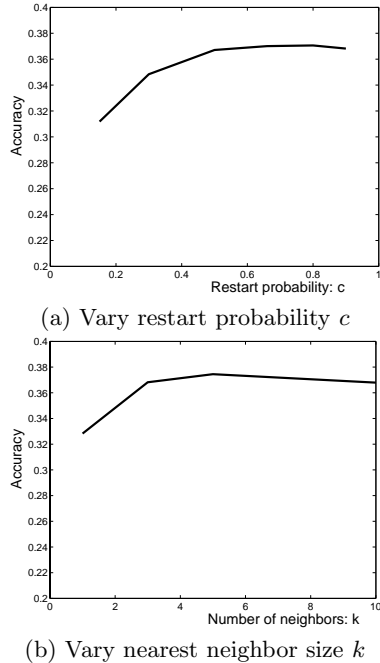 0.4
0.38
0.36
0.34
0.32
0.3
0.28
0.26
0.24
0.22
0.2
Accuracy
0 0.2 0.4 0.6 0.8 1
Restart probability: c
(a) Vary restart probability c
0.4
0.38
0.36
0.34
0.32
0.3
0.28
0.26
0.24
0.22
0.2
Accuracy
0 2 4 6 8 10
Number of neighbors: k
(b) Vary nearest neighbor size k